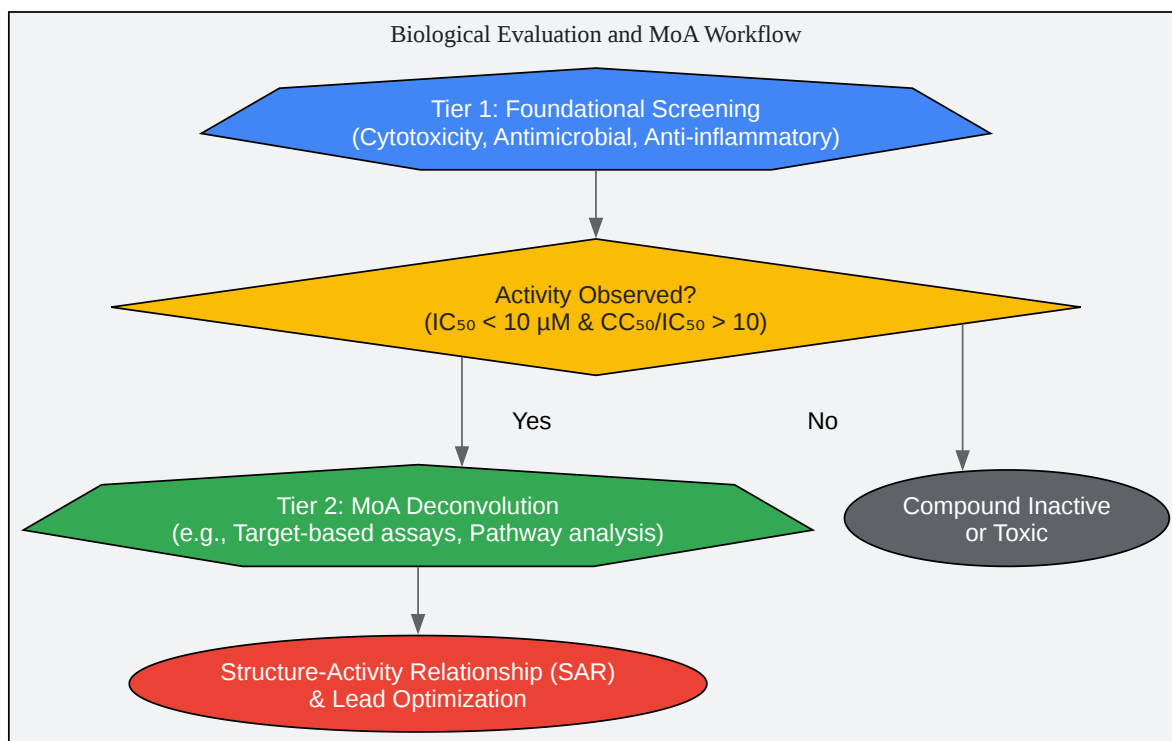 Biological Evaluation and MoA Workflow
Tier 1: Foundational Screening
(Cytotoxicity, Antimicrobial, Anti-inflammatory)
Activity Observed?
(IC₅₀ < 10 µM & CC₅₀/IC₅₀ > 10)
Yes
No
Tier 2: MoA Deconvolution
(e.g., Target-based assays, Pathway analysis)
Compound Inactive
or Toxic
Structure-Activity Relationship (SAR)
& Lead Optimization